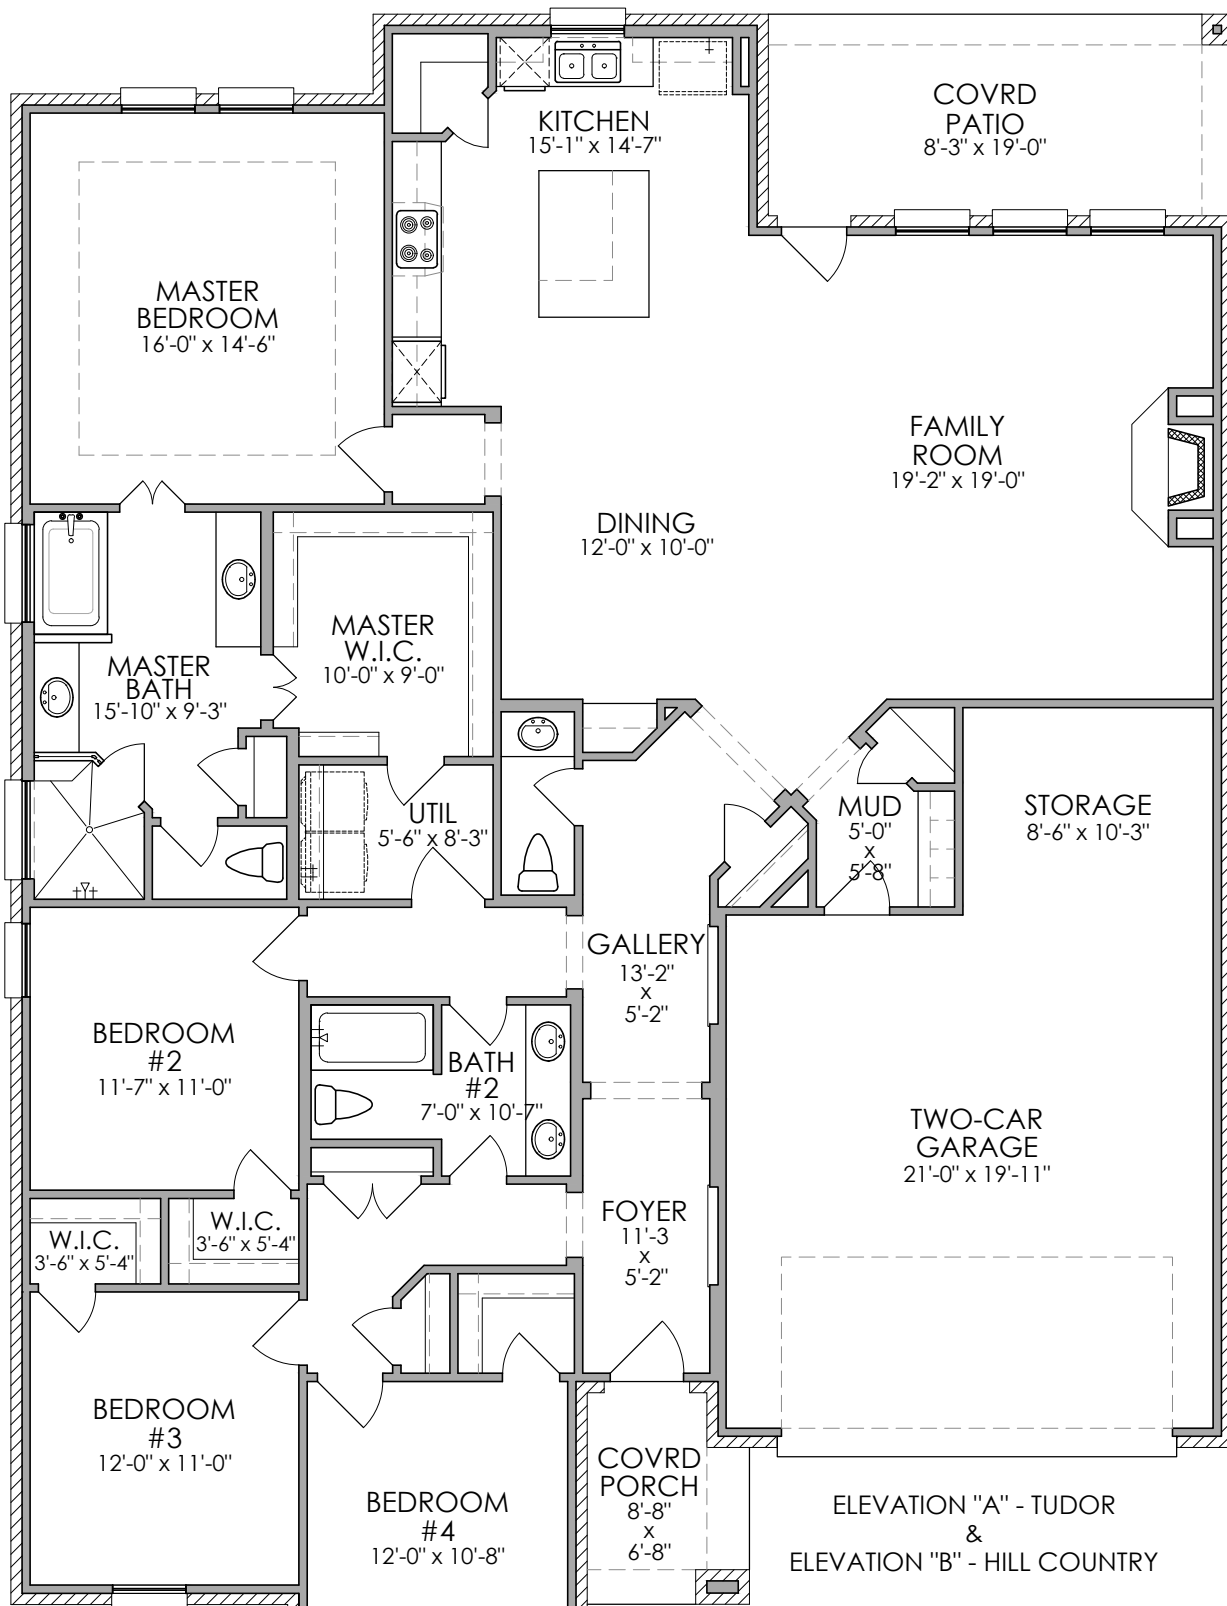 KITCHEN
15'-1" x 14'-7"
COVRD
PATIO
8'-3" x 19'-0"
MASTER
BEDROOM
16'-0" x 14'-6"
FAMILY
ROOM
19'-2" x 19'-0"
DINING
12'-0" x 10'-0"
MASTER
W.I.C.
10'-0" x 9'-0"
MASTER
BATH
15'-10" x 9'-3"
UTIL
5'-6" x 8'-3"
MUD
5'-0"
x
5'-8"
STORAGE
8'-6" x 10'-3"
GALLERY
13'-2"
x
5'-2"
BEDROOM
#2
11'-7" x 11'-0"
BATH
#2
7'-0" x 10'-7"
TWO-CAR
GARAGE
21'-0" x 19'-11"
W.I.C.
3'-6" x 5'-4"
W.I.C.
3'-6" x 5'-4"
FOYER
11'-3
x
5'-2"
BEDROOM
#3
12'-0" x 11'-0"
BEDROOM
#4
12'-0" x 10'-8"
COVRD
PORCH
8'-8"
x
6'-8"
ELEVATION "A" - TUDOR
&
ELEVATION "B" - HILL COUNTRY